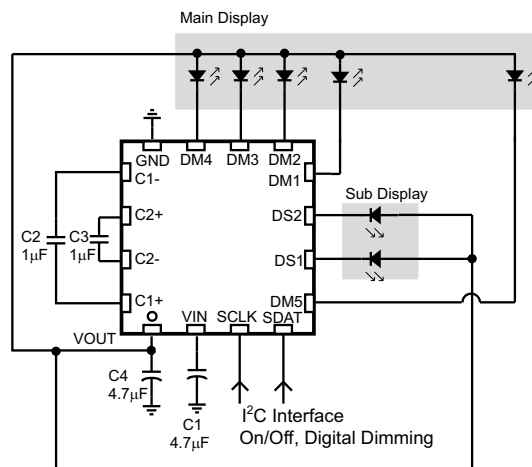 Main Display
GND
DM4
DM3
DM2
C1-
DM1
Sub Display
C2+
DS2
C2
1μF
C3
1μF
C2-
DS1
C1+
DM5
VIN
SCLK
SDAT
VOUT
C4
4.7μF
C1
4.7μF
I²C Interface
On/Off, Digital Dimming